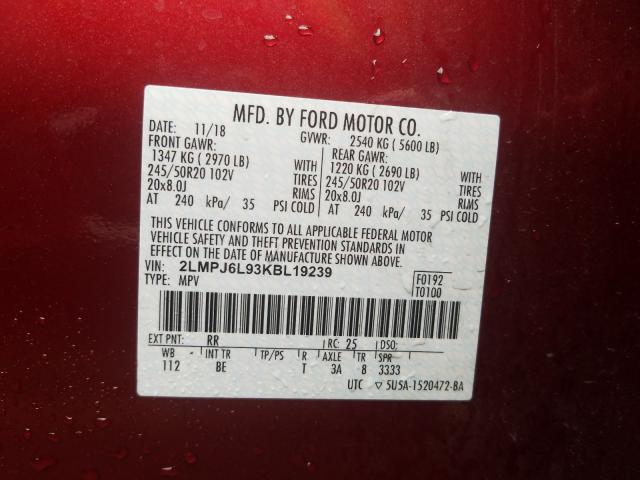 MFD. BY FORD MOTOR CO.
DATE: 11/18 GVWR: 2540 KG ( 5600 LB)
FRONT GAWR: REAR GAWR:
1347 KG ( 2970 LB) WITH 1220 KG ( 2690 LB) WITH
245/50R20 102V TIRES 245/50R20 102V TIRES
20x8.0J RIMS 20x8.0J RIMS
AT 240 kPa/ 35 PSI COLD AT 240 kPa/ 35 PSI COLD
THIS VEHICLE CONFORMS TO ALL APPLICABLE FEDERAL MOTOR
VEHICLE SAFETY AND THEFT PREVENTION STANDARDS IN
EFFECT ON THE DATE OF MANUFACTURE SHOWN ABOVE.
VIN: 2LMPJ6L93KBL19239 F0192
TYPE: MPV T0100
EXT PNT: RR RC: 25 DSO:
WB INT TR TP/PS R AXLE TR SPR
112 BE T 3A 8 3333
UTC ▽ 5U5A-1520472-BA